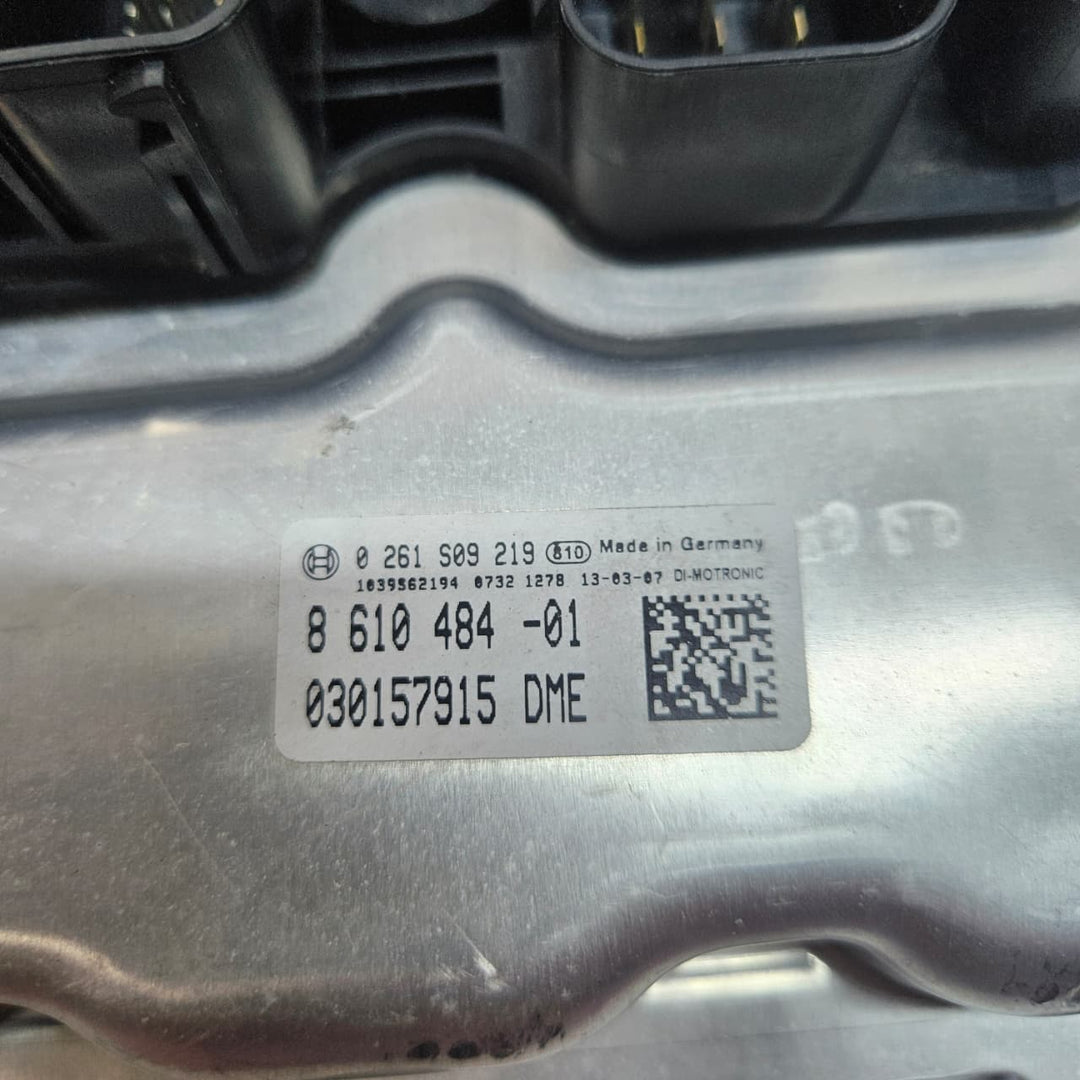 0 261 S09 219 810 Made in Germany
1039S62194 0732 1278 13-03-07 DI-MOTRONIC
8 610 484 -01
030157915 DME